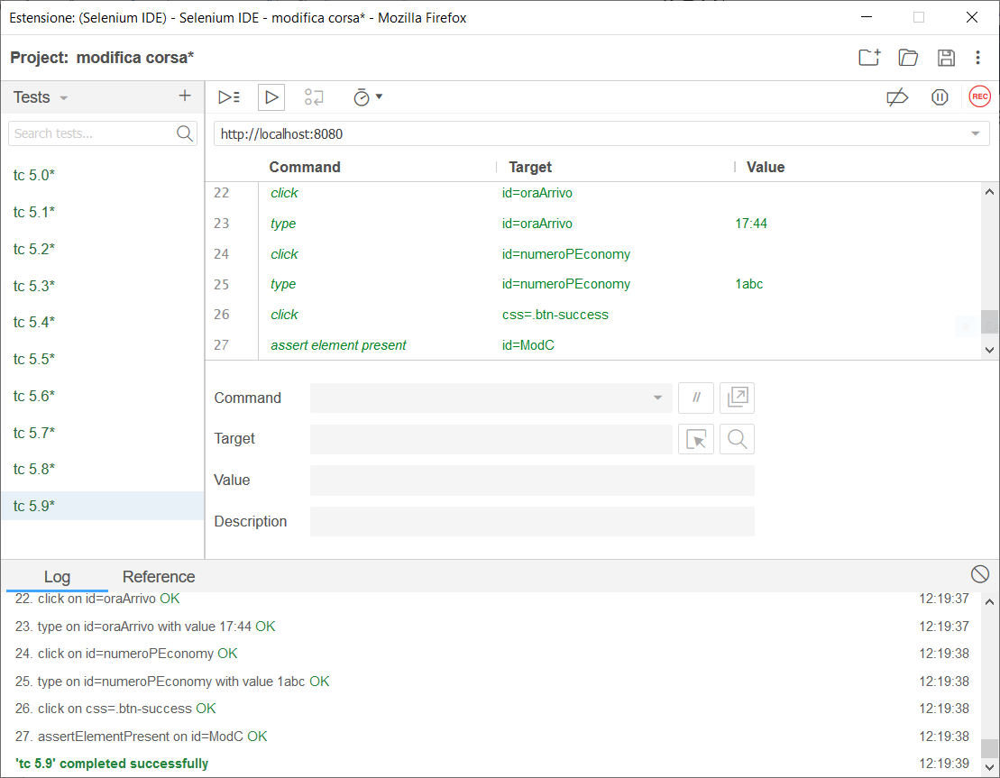 Estensione: (Selenium IDE) - Selenium IDE - modifica corsa* - Mozilla Firefox
Project: modifica corsa*
Tests
REC
Search tests...
http://localhost:8080
Command Target Value
tc 5.0*
tc 5.1*
tc 5.2*
tc 5.3*
tc 5.4*
tc 5.5*
tc 5.6*
tc 5.7*
tc 5.8*
tc 5.9*
22 click id=oraArrivo
23 type id=oraArrivo 17:44
24 click id=numeroPEconomy
25 type id=numeroPEconomy 1abc
26 click css=.btn-success
27 assert element present id=ModC
Command //
Target
Value
Description
Log Reference
22. click on id=oraArrivo OK 12:19:37
23. type on id=oraArrivo with value 17:44 OK 12:19:37
24. click on id=numeroPEconomy OK 12:19:38
25. type on id=numeroPEconomy with value 1abc OK 12:19:38
26. click on css=.btn-success OK 12:19:38
27. assertElementPresent on id=ModC OK 12:19:38
'tc 5.9' completed successfully 12:19:39